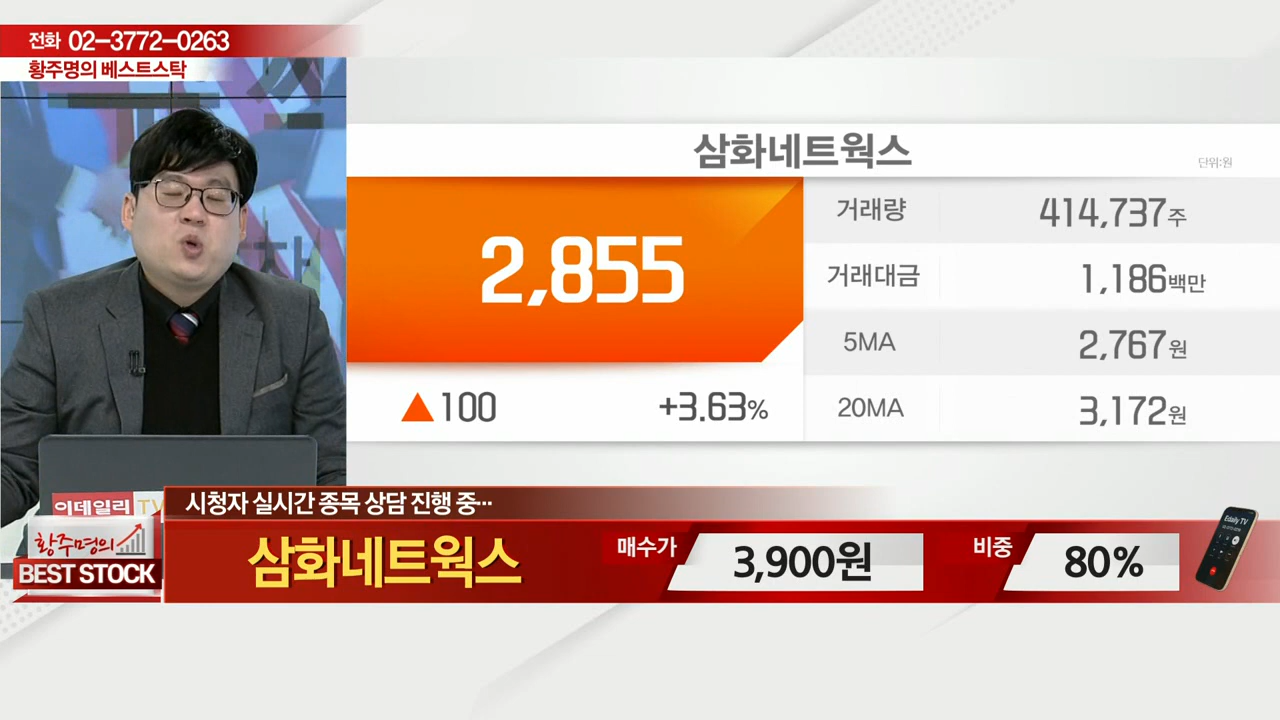 전화 02-3772-0263
황주명의 베스트스탁
삼화네트웍스
단위:원
2,855
▲100 +3.63%
거래량 414,737주
거래대금 1,186백만
5MA 2,767원
20MA 3,172원
이데일리 TV
시청자 실시간 종목 상담 진행 중...
황주명의
BEST STOCK
삼화네트웍스 매수가 3,900원 비중 80%
Edaily TV